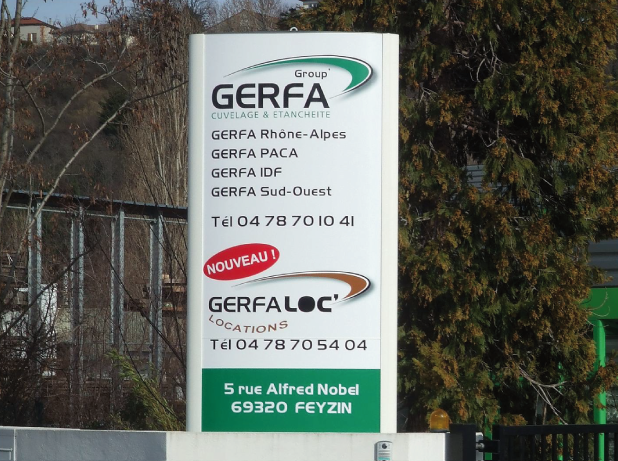 Group'
GERFA
CUVELAGE & ETANCHEITE
GERFA Rhône-Alpes
GERFA PACA
GERFA IDF
GERFA Sud-Ouest
Tél 04 78 70 10 41
NOUVEAU !
GERFALOC'
LOCATIONS
Tél 04 78 70 54 04
5 rue Alfred Nobel
69320 FEYZIN